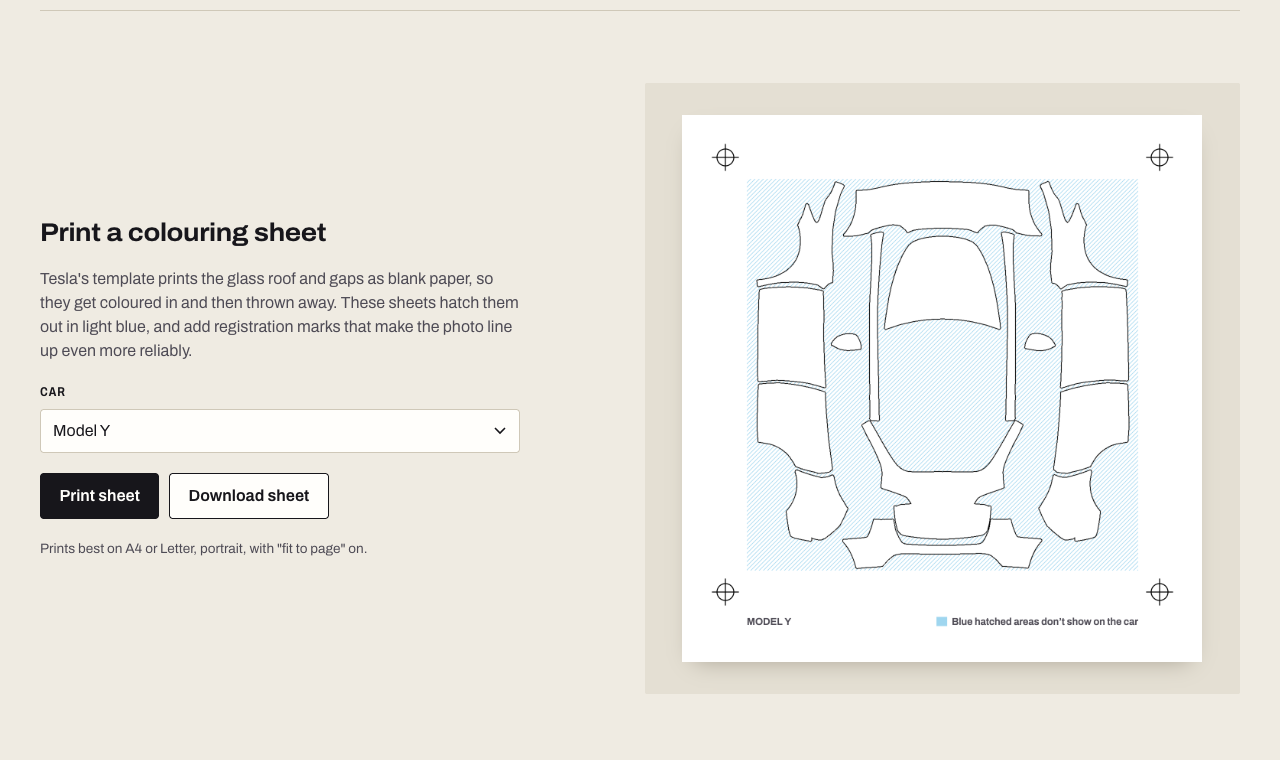 Print a colouring sheet
Tesla's template prints the glass roof and gaps as blank paper, so
they get coloured in and then thrown away. These sheets hatch them
out in light blue, and add registration marks that make the photo line
up even more reliably.
CAR
Model Y
Print sheet
Download sheet
Prints best on A4 or Letter, portrait, with "fit to page" on.
MODEL Y
Blue hatched areas don't show on the car